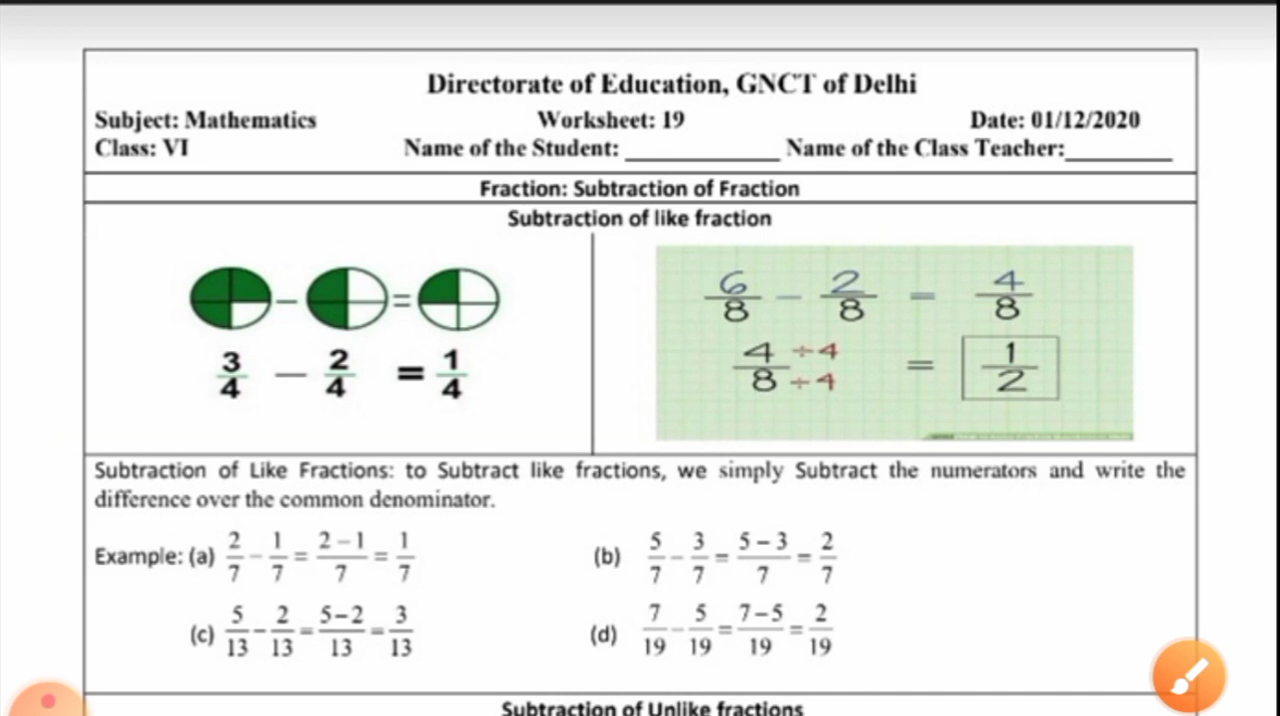 Directorate of Education, GNCT of Delhi
Subject: Mathematics Worksheet: 19 Date: 01/12/2020
Class: VI Name of the Student: ____________ Name of the Class Teacher:_________
Fraction: Subtraction of Fraction
Subtraction of like fraction
3/4 — 2/4 = 1/4
6/8 - 2/8 = 4/8
4÷4/8÷4 = 1/2
Subtraction of Like Fractions: to Subtract like fractions, we simply Subtract the numerators and write the
difference over the common denominator.
Example: (a) 2/7 - 1/7 = 2-1/7 = 1/7 (b) 5/7 - 3/7 = 5-3/7 = 2/7
(c) 5/13 - 2/13 = 5-2/13 = 3/13 (d) 7/19 - 5/19 = 7-5/19 = 2/19
Subtraction of Unlike fractions